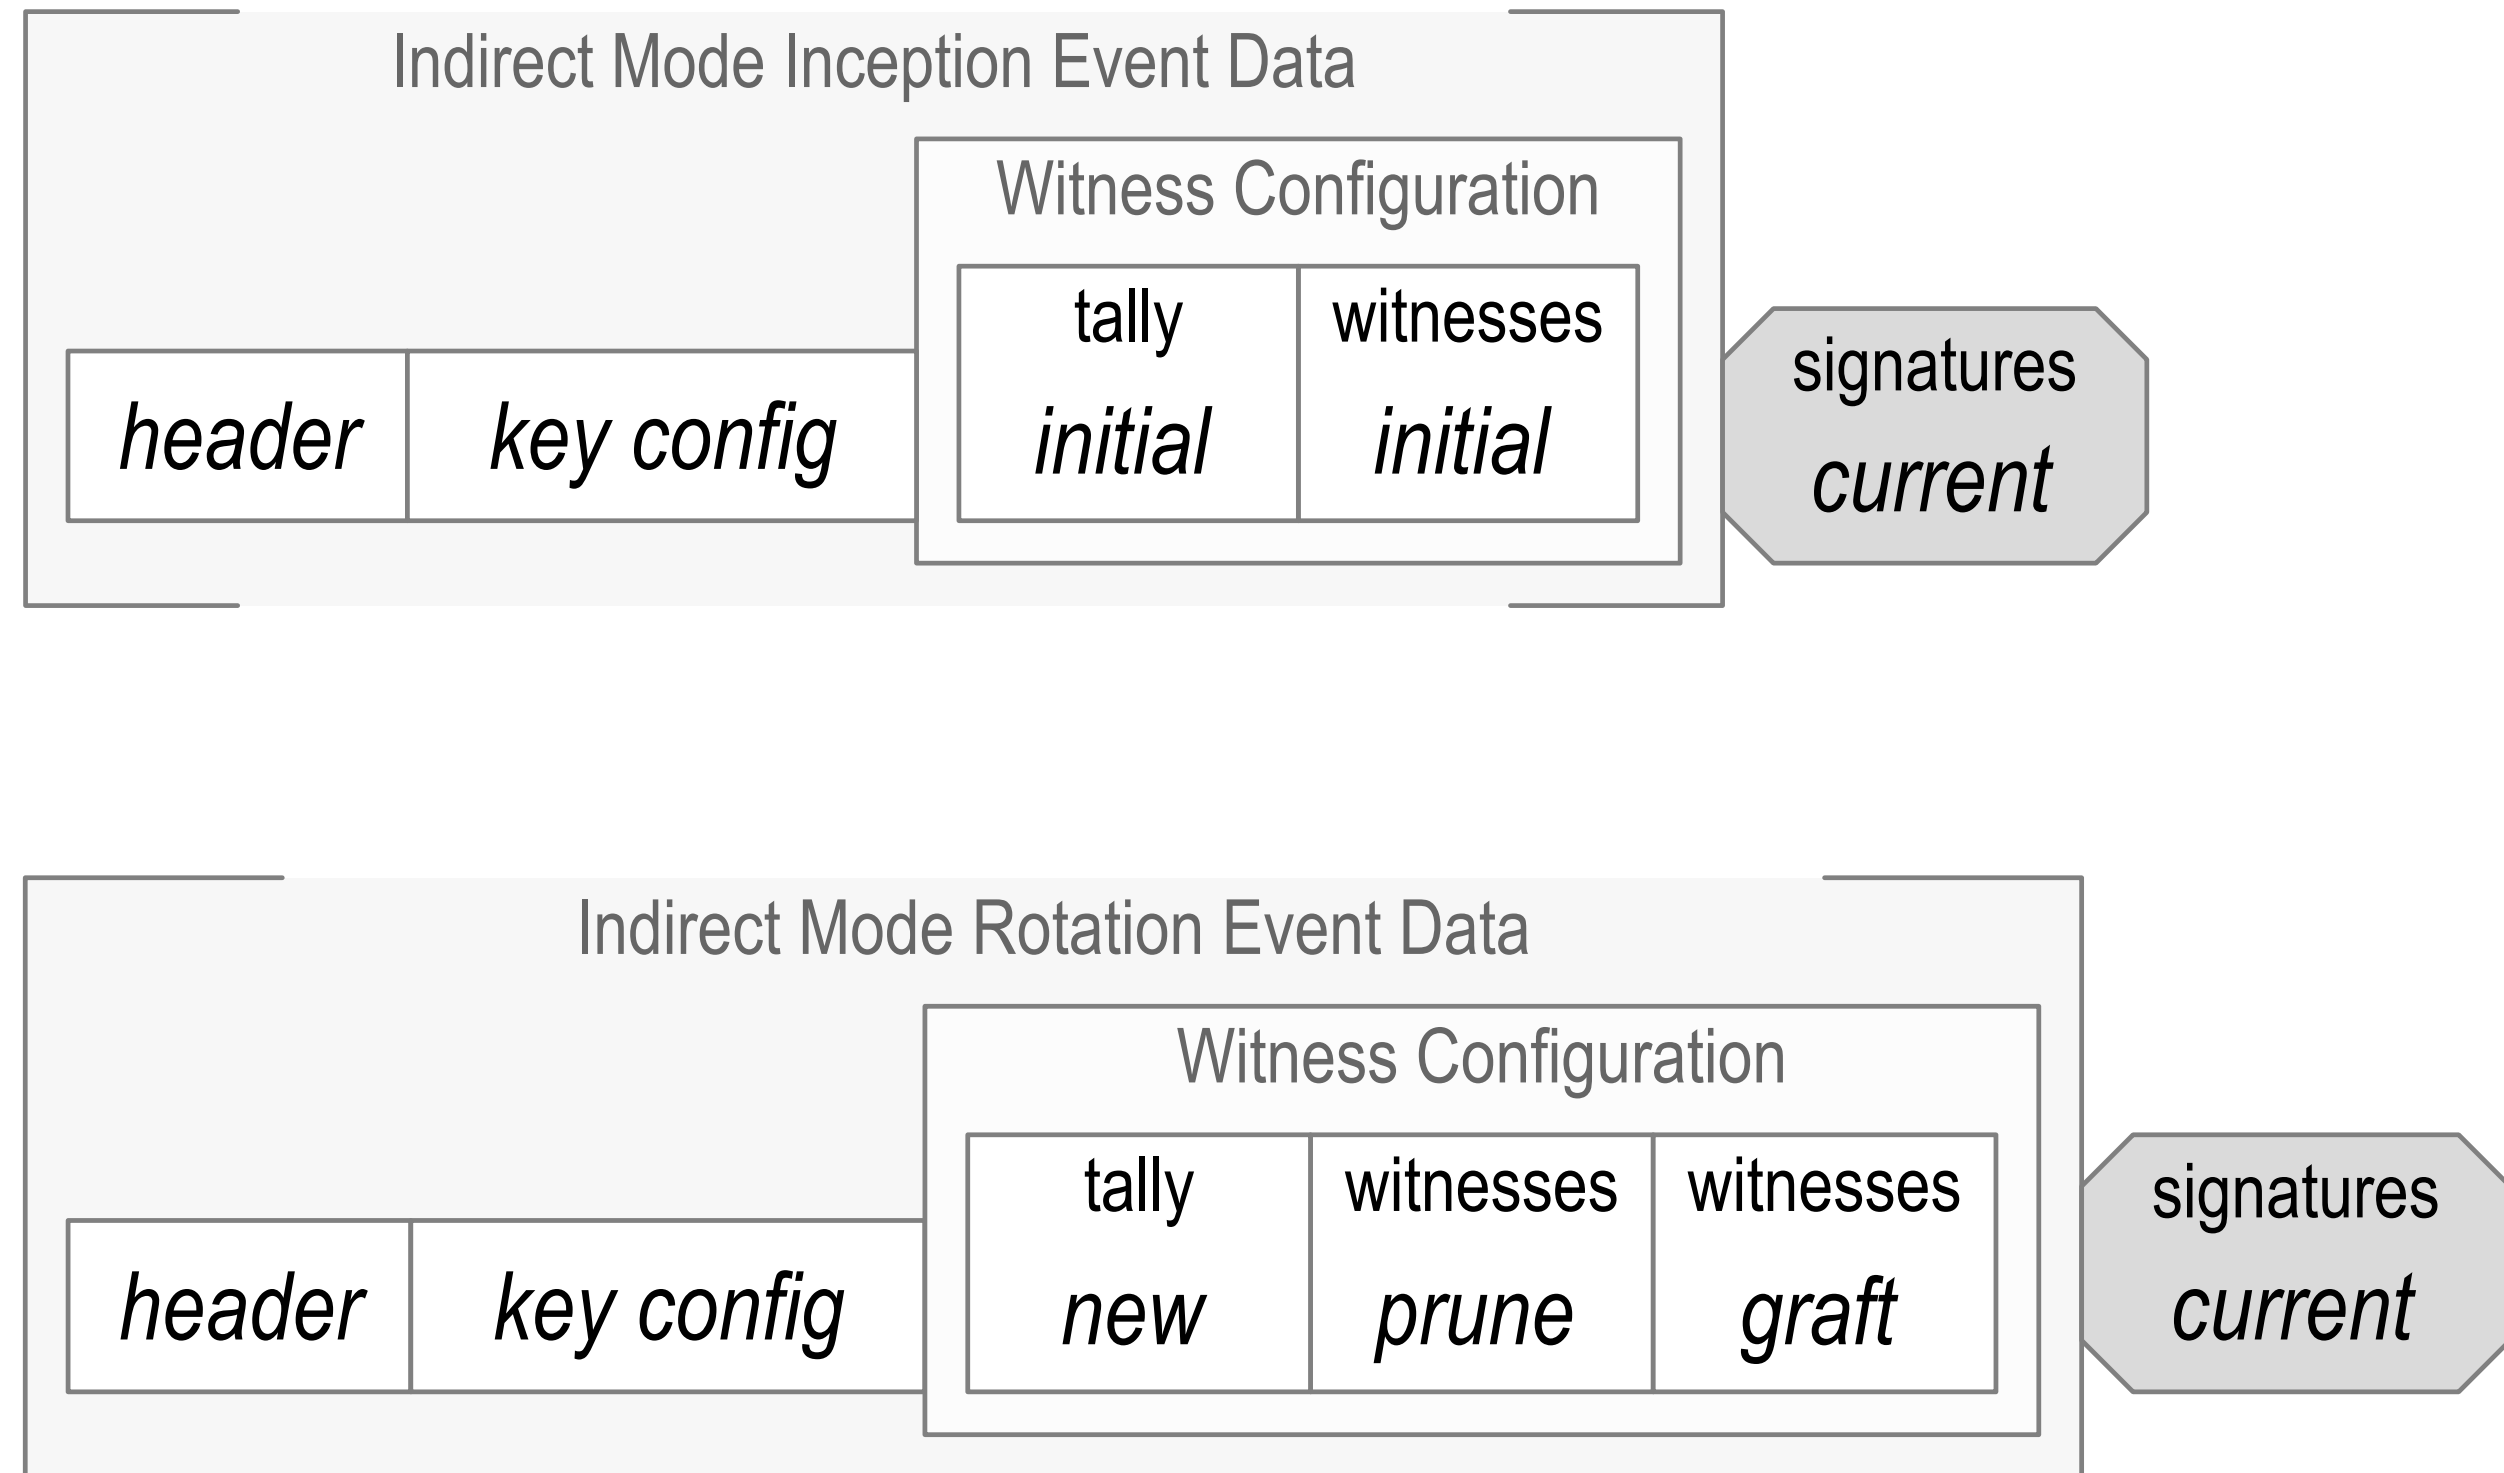 Indirect Mode Inception Event Data
Witness Configuration
tally witnesses
signatures
header key config initial initial
current
Indirect Mode Rotation Event Data
Witness Configuration
tally witnesses witnesses
signatures
header key config new prune graft
current